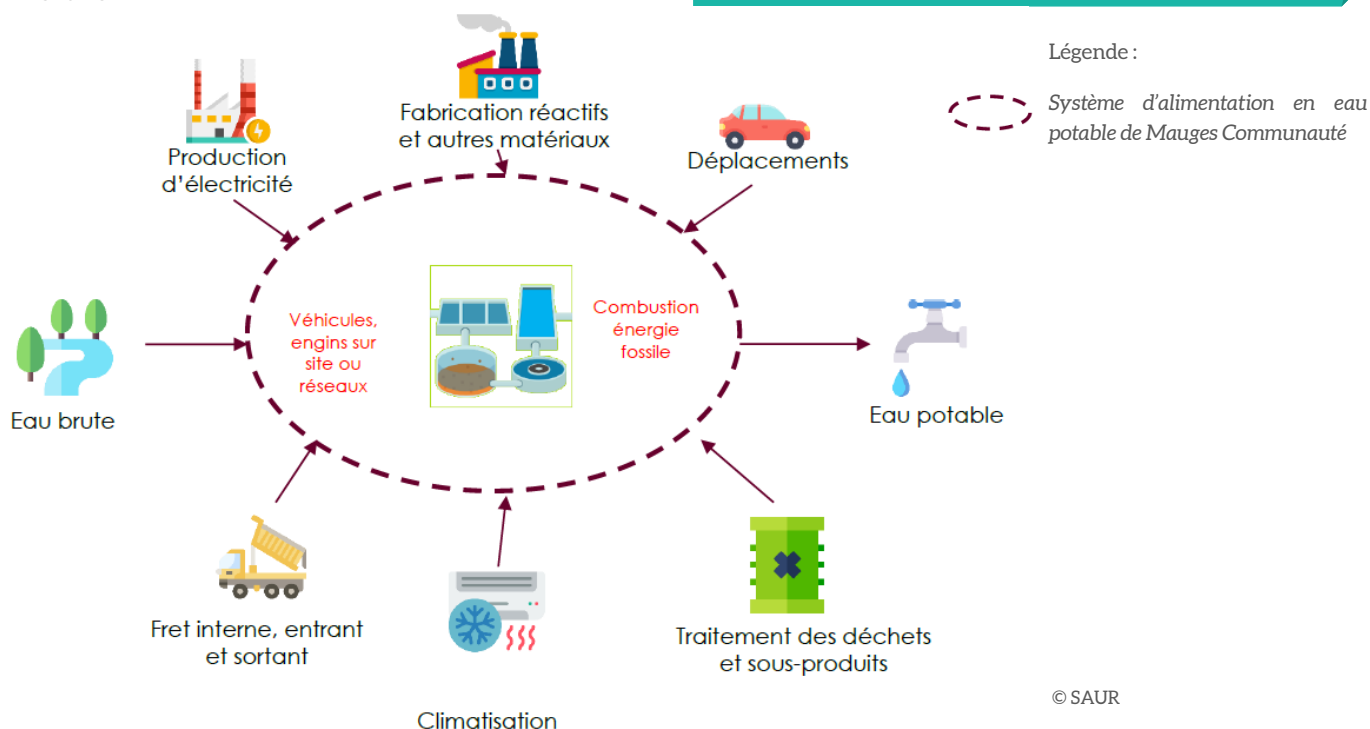 Légende :
Système d’alimentation en eau
potable de Mauges Communauté
Fabrication réactifs
et autres matériaux
Production
d’électricité
Déplacements
Véhicules,
engins sur
site ou
réseaux
Combustion
énergie
fossile
Eau brute
Eau potable
Fret interne, entrant
et sortant
Climatisation
Traitement des déchets
et sous-produits
© SAUR